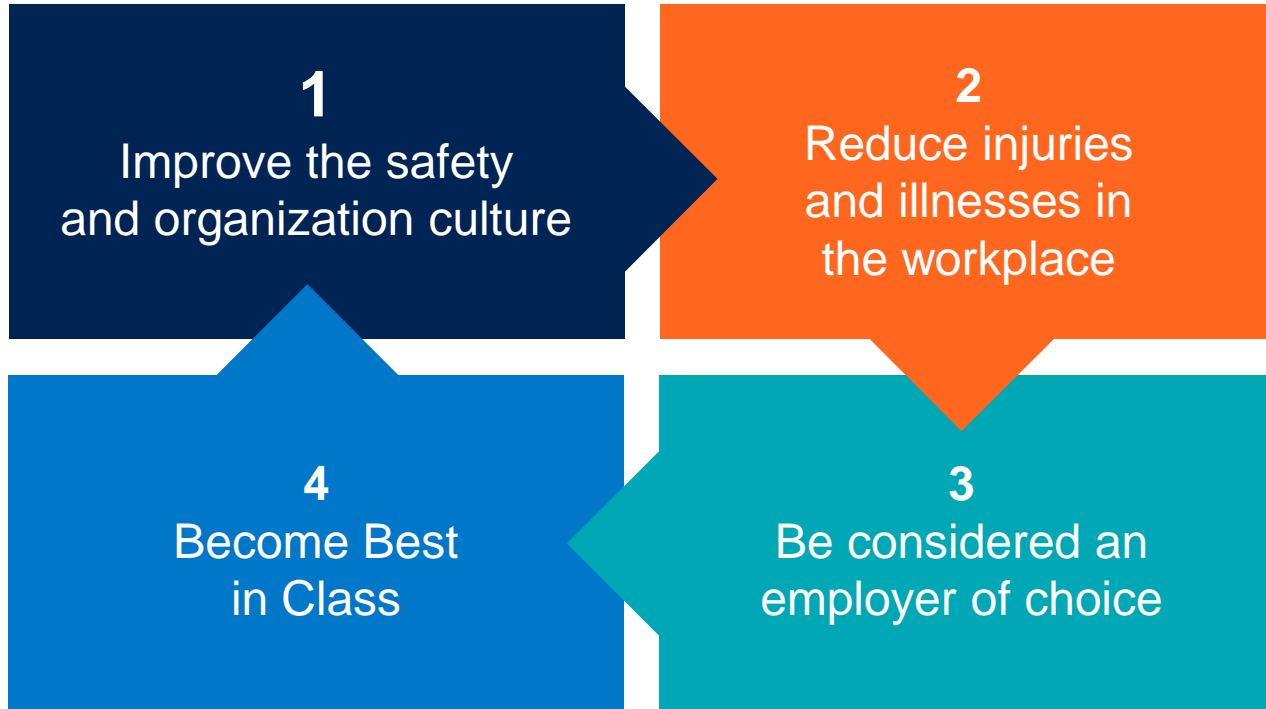 1
Improve the safety
and organization culture
2
Reduce injuries
and illnesses in
the workplace
3
Be considered an
employer of choice
4
Become Best
in Class